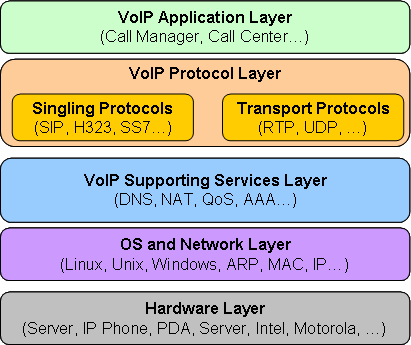 VoIP Application Layer
(Call Manager, Call Center…)
VoIP Protocol Layer
Singling Protocols
(SIP, H323, SS7…)
Transport Protocols
(RTP, UDP, …)
VoIP Supporting Services Layer
(DNS, NAT, QoS, AAA…)
OS and Network Layer
(Linux, Unix, Windows, ARP, MAC, IP…)
Hardware Layer
(Server, IP Phone, PDA, Server, Intel, Motorola, …)